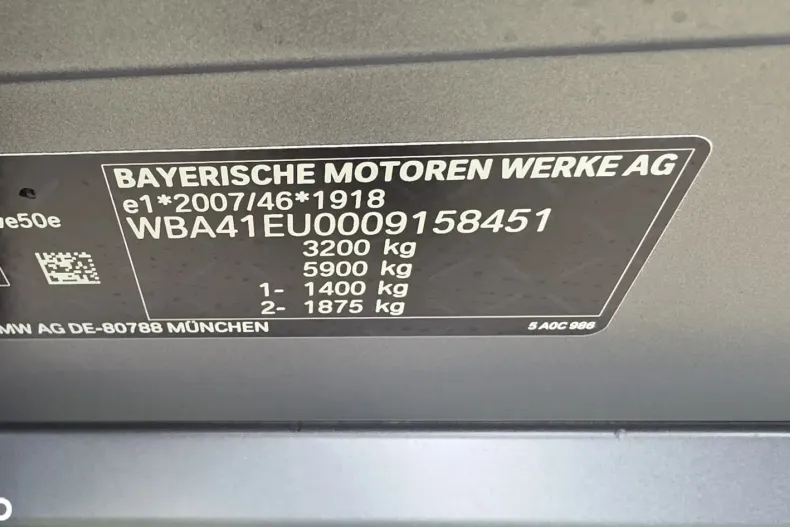 BAYERISCHE MOTOREN WERKE AG
e1*2007/46*1918
WBA41EU0009158451
3200 kg
5900 kg
1- 1400 kg
2- 1875 kg
e50e
MW AG DE-80788 MÜNCHEN
5 A0C 986